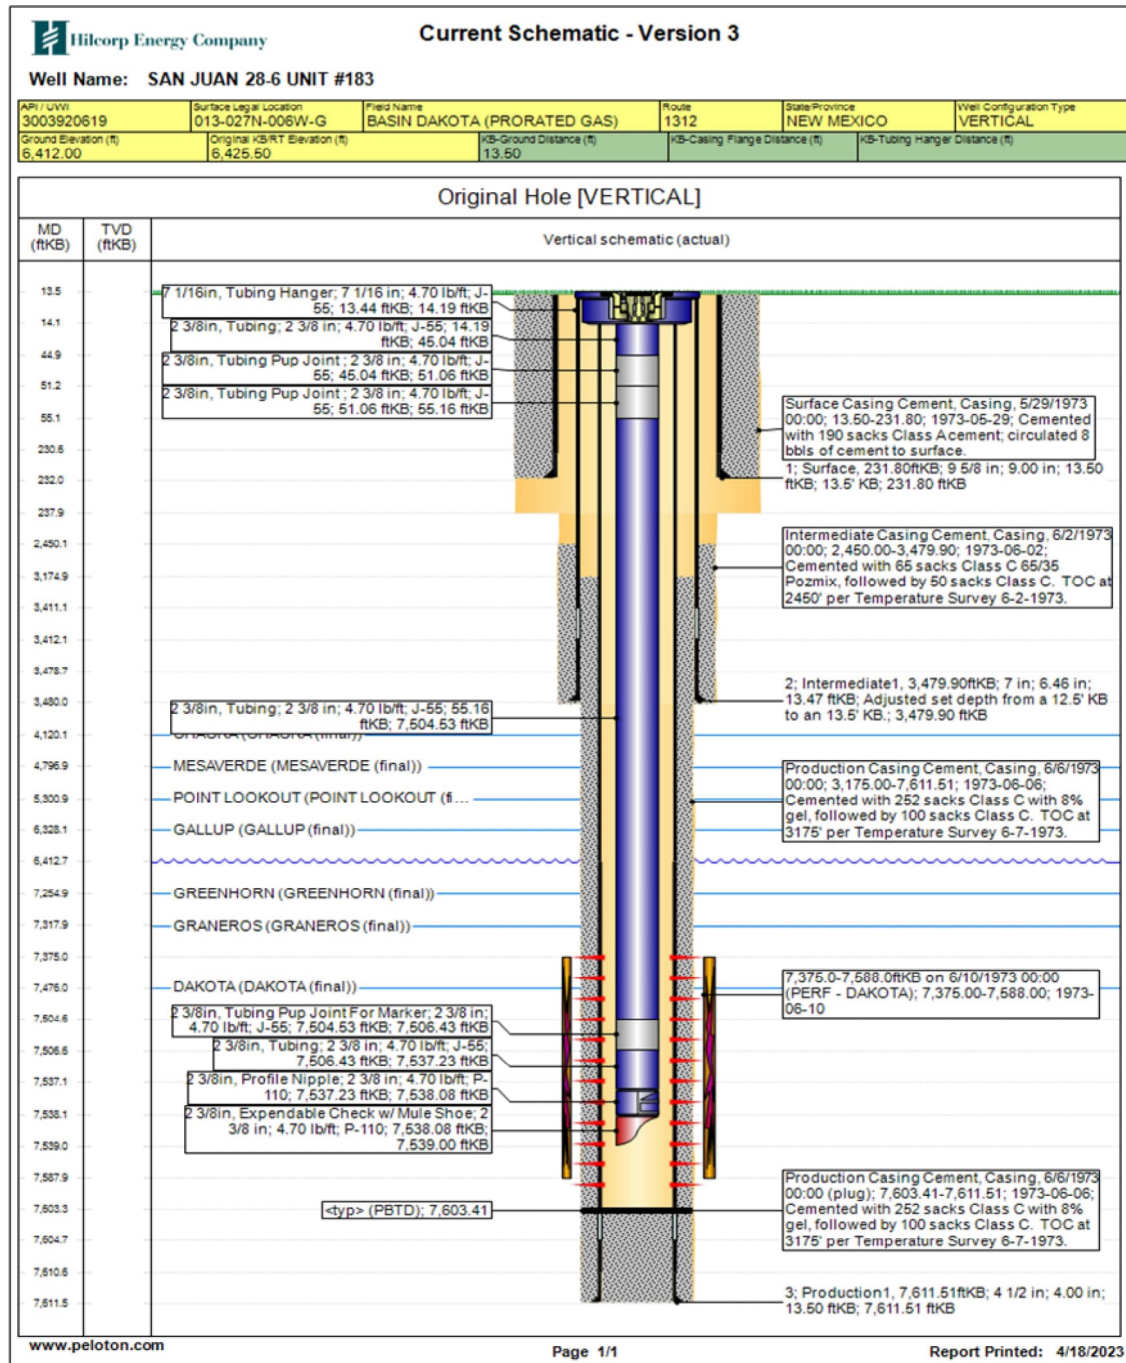 Hilcorp Energy Company
Current Schematic - Version 3
Well Name: SAN JUAN 28-6 UNIT #183
API / UWI
3003920619
Surface Legal Location
013-027N-006W-G
Field Name
BASIN DAKOTA (PRORATED GAS)
Route
1312
State/Province
NEW MEXICO
Well Configuration Type
VERTICAL
Ground Elevation (ft)
6,412.00
Original KB/RT Elevation (ft)
6,425.50
KB-Ground Distance (ft)
13.50
KB-Casing Flange Distance (ft)
KB-Tubing Hanger Distance (ft)
Original Hole [VERTICAL]
MD
(ftKB)
TVD
(ftKB)
Vertical schematic (actual)
13.5
14.1
44.9
51.2
55.1
230.6
232.0
237.9
2,450.1
3,174.9
3,411.1
3,412.1
3,478.7
3,480.0
4,120.1
4,796.9
5,300.9
6,328.1
6,412.7
7,254.9
7,317.9
7,375.0
7,476.0
7,504.6
7,506.6
7,537.1
7,538.1
7,539.0
7,587.9
7,603.3
7,604.7
7,610.6
7,611.5
7 1/16in, Tubing Hanger; 7 1/16 in; 4.70 lb/ft; J-
55; 13.44 ftKB; 14.19 ftKB
2 3/8in, Tubing; 2 3/8 in; 4.70 lb/ft; J-55; 14.19
ftKB; 45.04 ftKB
2 3/8in, Tubing Pup Joint ; 2 3/8 in; 4.70 lb/ft; J-
55; 45.04 ftKB; 51.06 ftKB
2 3/8in, Tubing Pup Joint ; 2 3/8 in; 4.70 lb/ft; J-
55; 51.06 ftKB; 55.16 ftKB
Surface Casing Cement, Casing, 5/29/1973
00:00; 13.50-231.80; 1973-05-29; Cemented
with 190 sacks Class Acement; circulated 8
bbls of cement to surface.
1; Surface, 231.80ftKB; 9 5/8 in; 9.00 in; 13.50
ftKB; 13.5' KB; 231.80 ftKB
Intermediate Casing Cement, Casing, 6/2/1973
00:00; 2,450.00-3,479.90; 1973-06-02;
Cemented with 65 sacks Class C 65/35
Pozmix, followed by 50 sacks Class C. TOC at
2450' per Temperature Survey 6-2-1973.
2; Intermediate1, 3,479.90ftKB; 7 in; 6.46 in;
13.47 ftKB; Adjusted set depth from a 12.5' KB
to an 13.5' KB.; 3,479.90 ftKB
2 3/8in, Tubing; 2 3/8 in; 4.70 lb/ft; J-55; 55.16
ftKB; 7,504.53 ftKB
CHACRA (CHACRA (final))
MESAVERDE (MESAVERDE (final))
POINT LOOKOUT (POINT LOOKOUT (fi...
GALLUP (GALLUP (final))
Production Casing Cement, Casing, 6/6/1973
00:00; 3,175.00-7,611.51; 1973-06-06;
Cemented with 252 sacks Class C with 8%
gel, followed by 100 sacks Class C. TOC at
3175' per Temperature Survey 6-7-1973.
GREENHORN (GREENHORN (final))
GRANEROS (GRANEROS (final))
DAKOTA (DAKOTA (final))
7,375.0-7,588.0ftKB on 6/10/1973 00:00
(PERF - DAKOTA); 7,375.00-7,588.00; 1973-
06-10
2 3/8in, Tubing Pup Joint For Marker; 2 3/8 in;
4.70 lb/ft; J-55; 7,504.53 ftKB; 7,506.43 ftKB
2 3/8in, Tubing; 2 3/8 in; 4.70 lb/ft; J-55;
7,506.43 ftKB; 7,537.23 ftKB
2 3/8in, Profile Nipple; 2 3/8 in; 4.70 lb/ft; P-
110; 7,537.23 ftKB; 7,538.08 ftKB
2 3/8in, Expendable Check w/ Mule Shoe; 2
3/8 in; 4.70 lb/ft; P-110; 7,538.08 ftKB;
7,539.00 ftKB
<typ> (PBTD); 7,603.41
Production Casing Cement, Casing, 6/6/1973
00:00 (plug); 7,603.41-7,611.51; 1973-06-06;
Cemented with 252 sacks Class C with 8%
gel, followed by 100 sacks Class C. TOC at
3175' per Temperature Survey 6-7-1973.
3; Production1, 7,611.51ftKB; 4 1/2 in; 4.00 in;
13.50 ftKB; 7,611.51 ftKB
www.peloton.com
Page 1/1
Report Printed: 4/18/2023